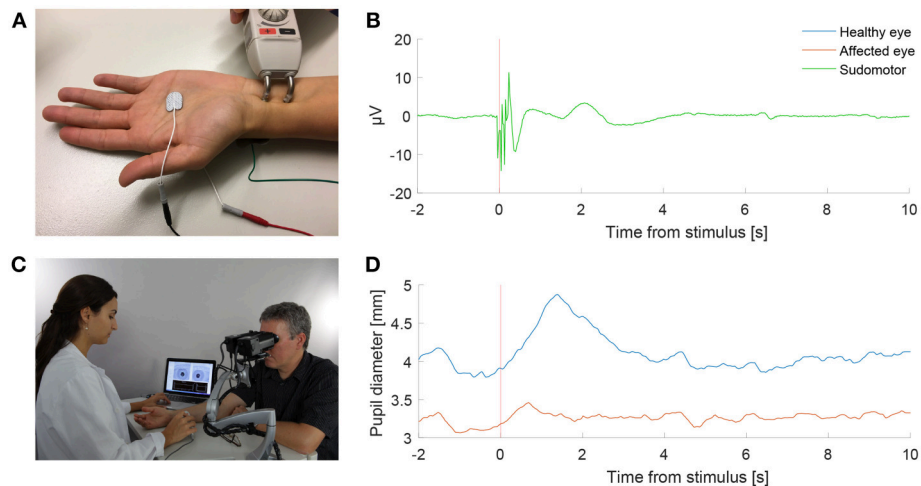 A
B
Healthy eye
Affected eye
Sudomotor
20
10
0
-10
-20
µV
-2
0
2
4
6
8
10
Time from stimulus [s]
C
D
5
4.5
4
3.5
3
Pupil diameter [mm]
-2
0
2
4
6
8
10
Time from stimulus [s]